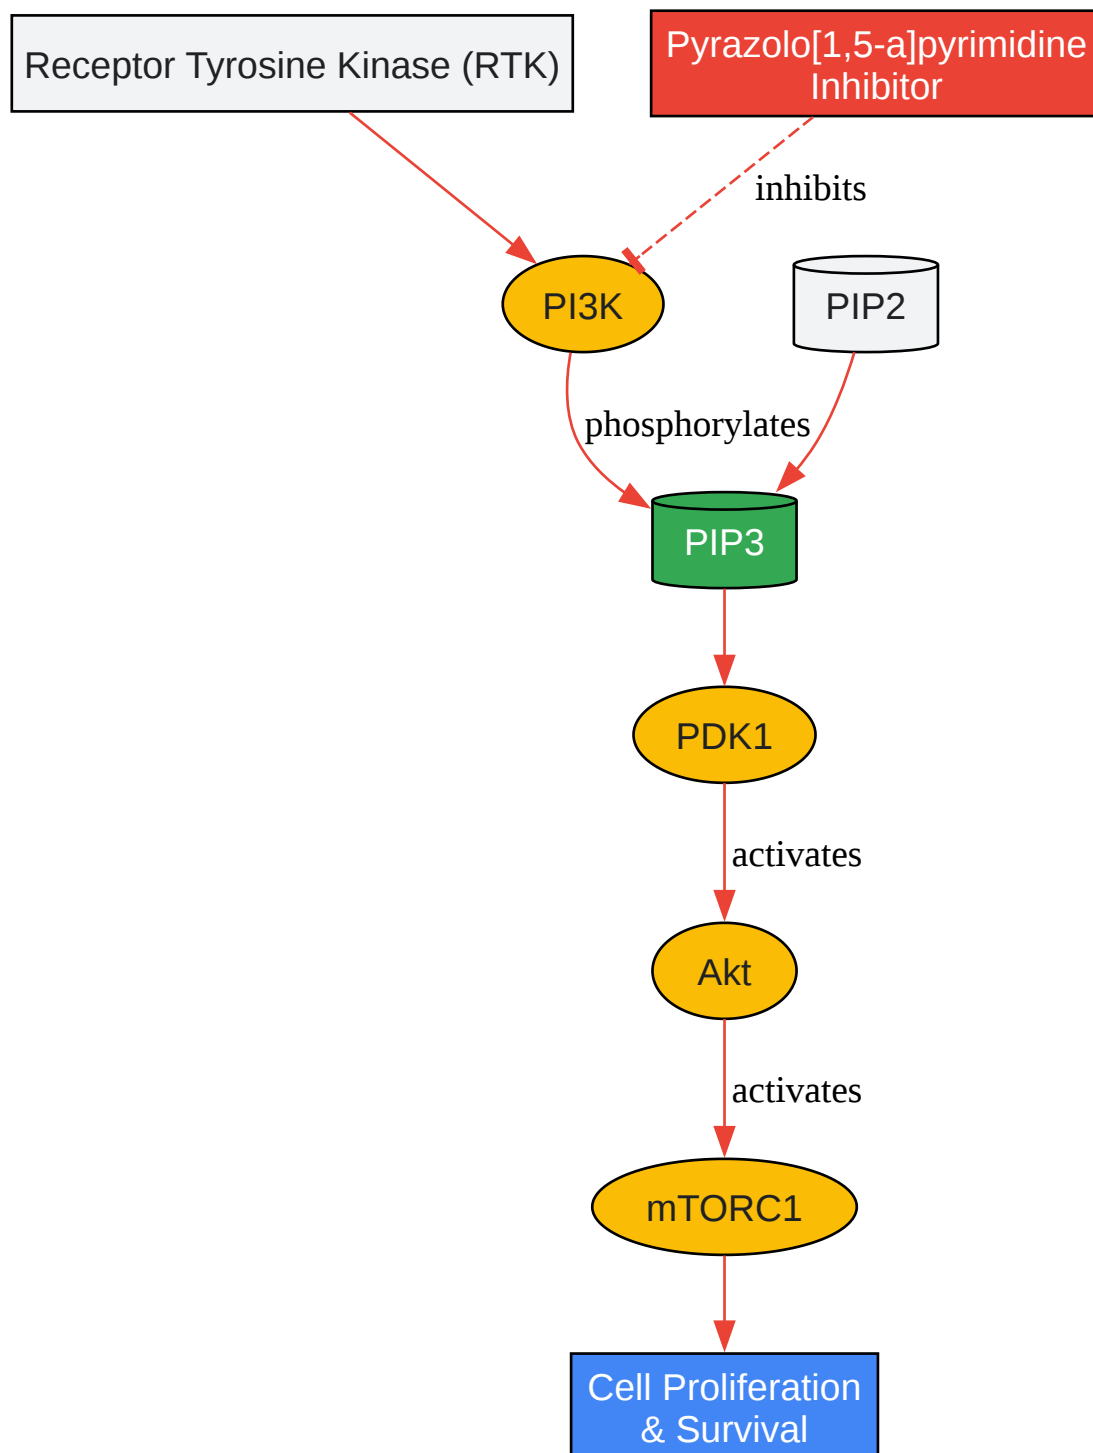 Receptor Tyrosine Kinase (RTK)
Pyrazolo[1,5-a]pyrimidine
Inhibitor
inhibits
PI3K
PIP2
phosphorylates
PIP3
PDK1
activates
Akt
activates
mTORC1
Cell Proliferation
& Survival